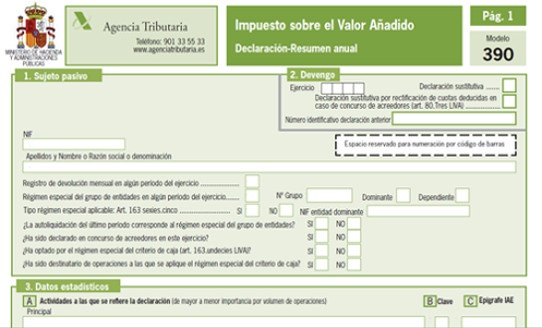 Agencia Tributaria
Teléfono: 901 33 55 33
www.agenciatributaria.es
MINISTERIO DE HACIENDA
Y ADMINISTRACIONES
PÚBLICAS
Impuesto sobre el Valor Añadido
Declaración-Resumen anual
Pág. 1
Modelo
390
1. Sujeto pasivo
2. Devengo
Ejercicio
Declaración sustitutiva
Declaración sustitutiva por rectificación de cuotas deducidas en
caso de concurso de acreedores (art. 80.Tres LIVA)
Número identificativo declaración anterior
NIF
Espacio reservado para numeración por código de barras
Apellidos y Nombre o Razón social o denominación
Registro de devolución mensual en algún período del ejercicio
Régimen especial del grupo de entidades en algún período del ejercicio
Nº Grupo
Dominante
Dependiente
Tipo régimen especial aplicable: Art. 163 sexies.cinco
SI
NO
NIF entidad dominante
¿La autoliquidación del último período corresponde al régimen especial del grupo de entidades? SI NO
¿Ha sido declarado en concurso de acreedores en este ejercicio? SI NO
¿Ha optado por el régimen especial del criterio de caja (art. 163.undecies LIVA)? SI NO
¿Ha sido destinatario de operaciones a las que se aplique el régimen especial del criterio de caja? SI NO
3. Datos estadísticos
A Actividades a las que se refiere la declaración (de mayor a menor importancia por volumen de operaciones)
B Clave
C Epígrafe IAE
Principal